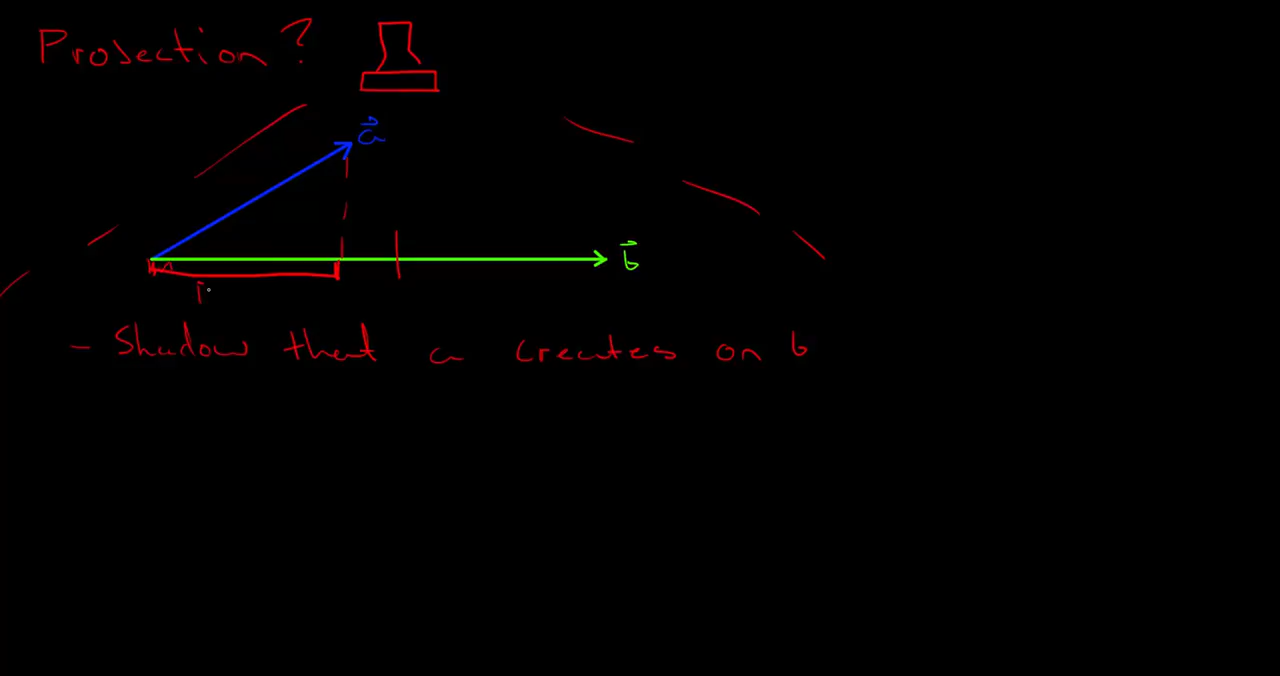 Projection?
a
b
- Shadow that a creates on b